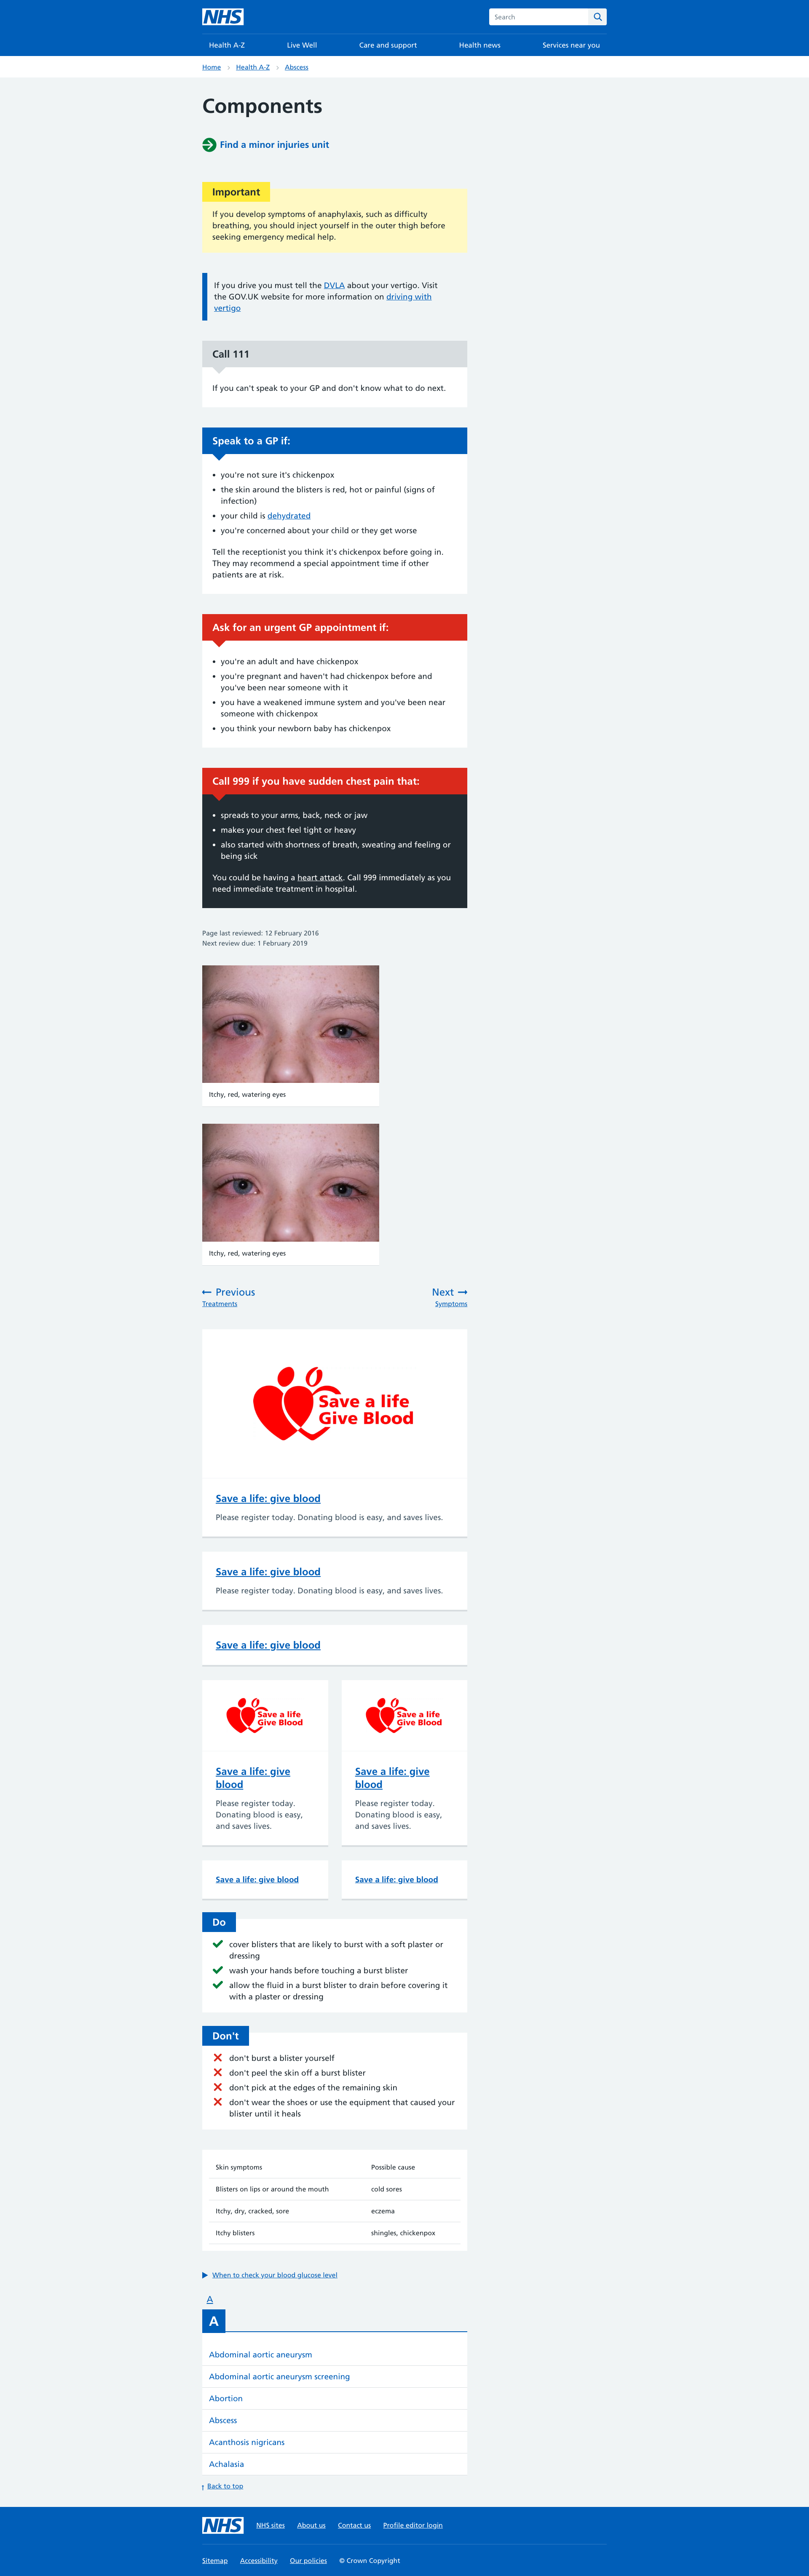 NHS
Search
Health A-Z
Live Well
Care and support
Health news
Services near you
Home
Health A-Z
Abscess
Components
Find a minor injuries unit
Important
If you develop symptoms of anaphylaxis, such as difficulty
breathing, you should inject yourself in the outer thigh before
seeking emergency medical help.
If you drive you must tell the DVLA about your vertigo. Visit
the GOV.UK website for more information on driving with
vertigo
Call 111
If you can't speak to your GP and don't know what to do next.
Speak to a GP if:
you're not sure it's chickenpox
the skin around the blisters is red, hot or painful (signs of
infection)
your child is dehydrated
you're concerned about your child or they get worse
Tell the receptionist you think it's chickenpox before going in.
They may recommend a special appointment time if other
patients are at risk.
Ask for an urgent GP appointment if:
you're an adult and have chickenpox
you're pregnant and haven't had chickenpox before and
you've been near someone with it
you have a weakened immune system and you've been near
someone with chickenpox
you think your newborn baby has chickenpox
Call 999 if you have sudden chest pain that:
spreads to your arms, back, neck or jaw
makes your chest feel tight or heavy
also started with shortness of breath, sweating and feeling or
being sick
You could be having a heart attack. Call 999 immediately as you
need immediate treatment in hospital.
Page last reviewed: 12 February 2016
Next review due: 1 February 2019
Itchy, red, watering eyes
Itchy, red, watering eyes
Previous
Treatments
Next
Symptoms
Save a life
Give Blood
Save a life: give blood
Please register today. Donating blood is easy, and saves lives.
Save a life: give blood
Please register today. Donating blood is easy, and saves lives.
Save a life: give blood
Save a life
Give Blood
Save a life: give
blood
Please register today.
Donating blood is easy,
and saves lives.
Save a life
Give Blood
Save a life: give
blood
Please register today.
Donating blood is easy,
and saves lives.
Save a life: give blood
Save a life: give blood
Do
cover blisters that are likely to burst with a soft plaster or
dressing
wash your hands before touching a burst blister
allow the fluid in a burst blister to drain before covering it
with a plaster or dressing
Don't
don't burst a blister yourself
don't peel the skin off a burst blister
don't pick at the edges of the remaining skin
don't wear the shoes or use the equipment that caused your
blister until it heals
Skin symptoms Possible cause
Blisters on lips or around the mouth cold sores
Itchy, dry, cracked, sore eczema
Itchy blisters shingles, chickenpox
When to check your blood glucose level
A
A
Abdominal aortic aneurysm
Abdominal aortic aneurysm screening
Abortion
Abscess
Acanthosis nigricans
Achalasia
Back to top
NHS
NHS sites
About us
Contact us
Profile editor login
Sitemap
Accessibility
Our policies
© Crown Copyright